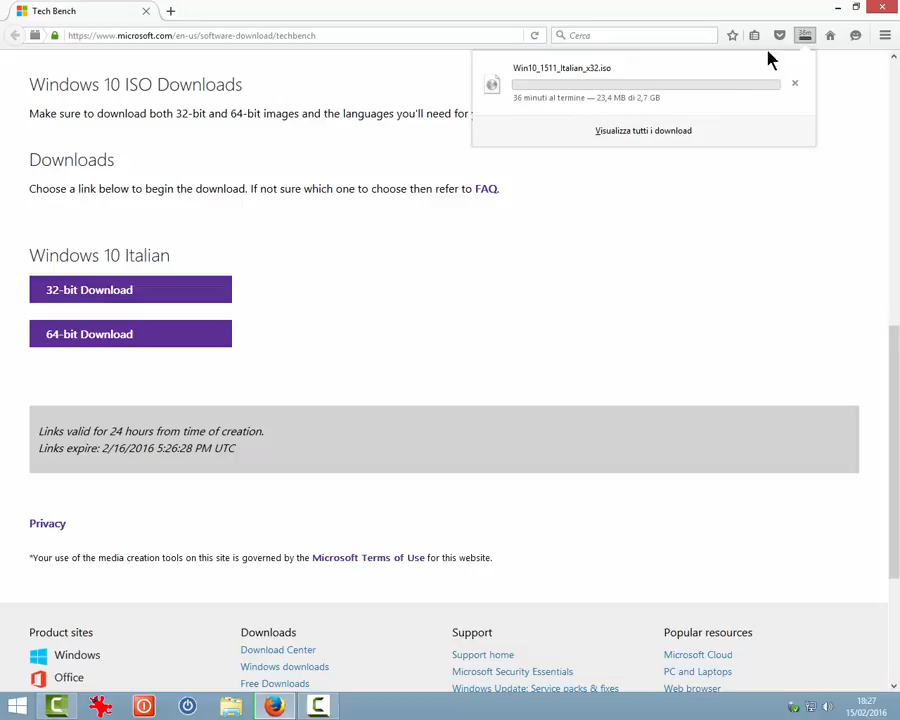 Tech Bench
https://www.microsoft.com/en-us/software-download/techbench
Cerca
36m
Win10_1511_Italian_x32.iso
36 minuti al termine — 23,4 MB di 2,7 GB
Visualizza tutti i download
Windows 10 ISO Downloads
Make sure to download both 32-bit and 64-bit images and the languages you'll need for
Downloads
Choose a link below to begin the download. If not sure which one to choose then refer to FAQ.
Windows 10 Italian
32-bit Download
64-bit Download
Links valid for 24 hours from time of creation.
Links expire: 2/16/2016 5:26:28 PM UTC
Privacy
*Your use of the media creation tools on this site is governed by the Microsoft Terms of Use for this website.
Product sites
Downloads
Support
Popular resources
Windows
Download Center
Support home
Microsoft Cloud
Office
Windows downloads
Microsoft Security Essentials
PC and Laptops
Free Downloads
Windows Update: Service packs & fixes
Web browser
18:27
15/02/2016